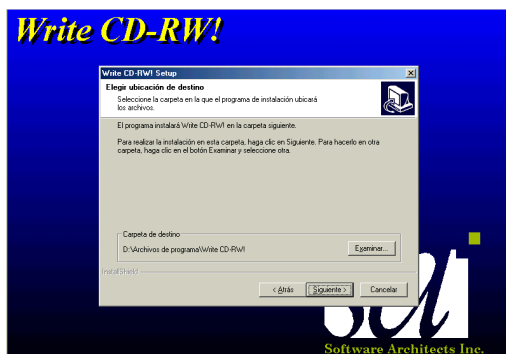 Write CD-RW!
Write CD-RW! Setup
Elegir ubicación de destino
Seleccione la carpeta en la que el programa de instalación ubicará
los archivos.
El programa instalará Write CD-RW! en la carpeta siguiente.
Para realizar la instalación en esta carpeta, haga clic en Siguiente. Para hacerlo en otra
carpeta, haga clic en el botón Examinar y seleccione otra.
Carpeta de destino
D:\Archivos de programa\Write CD-RW!
Examinar...
InstallShield
< Atrás
Siguiente >
Cancelar
sai
Software Architects Inc.